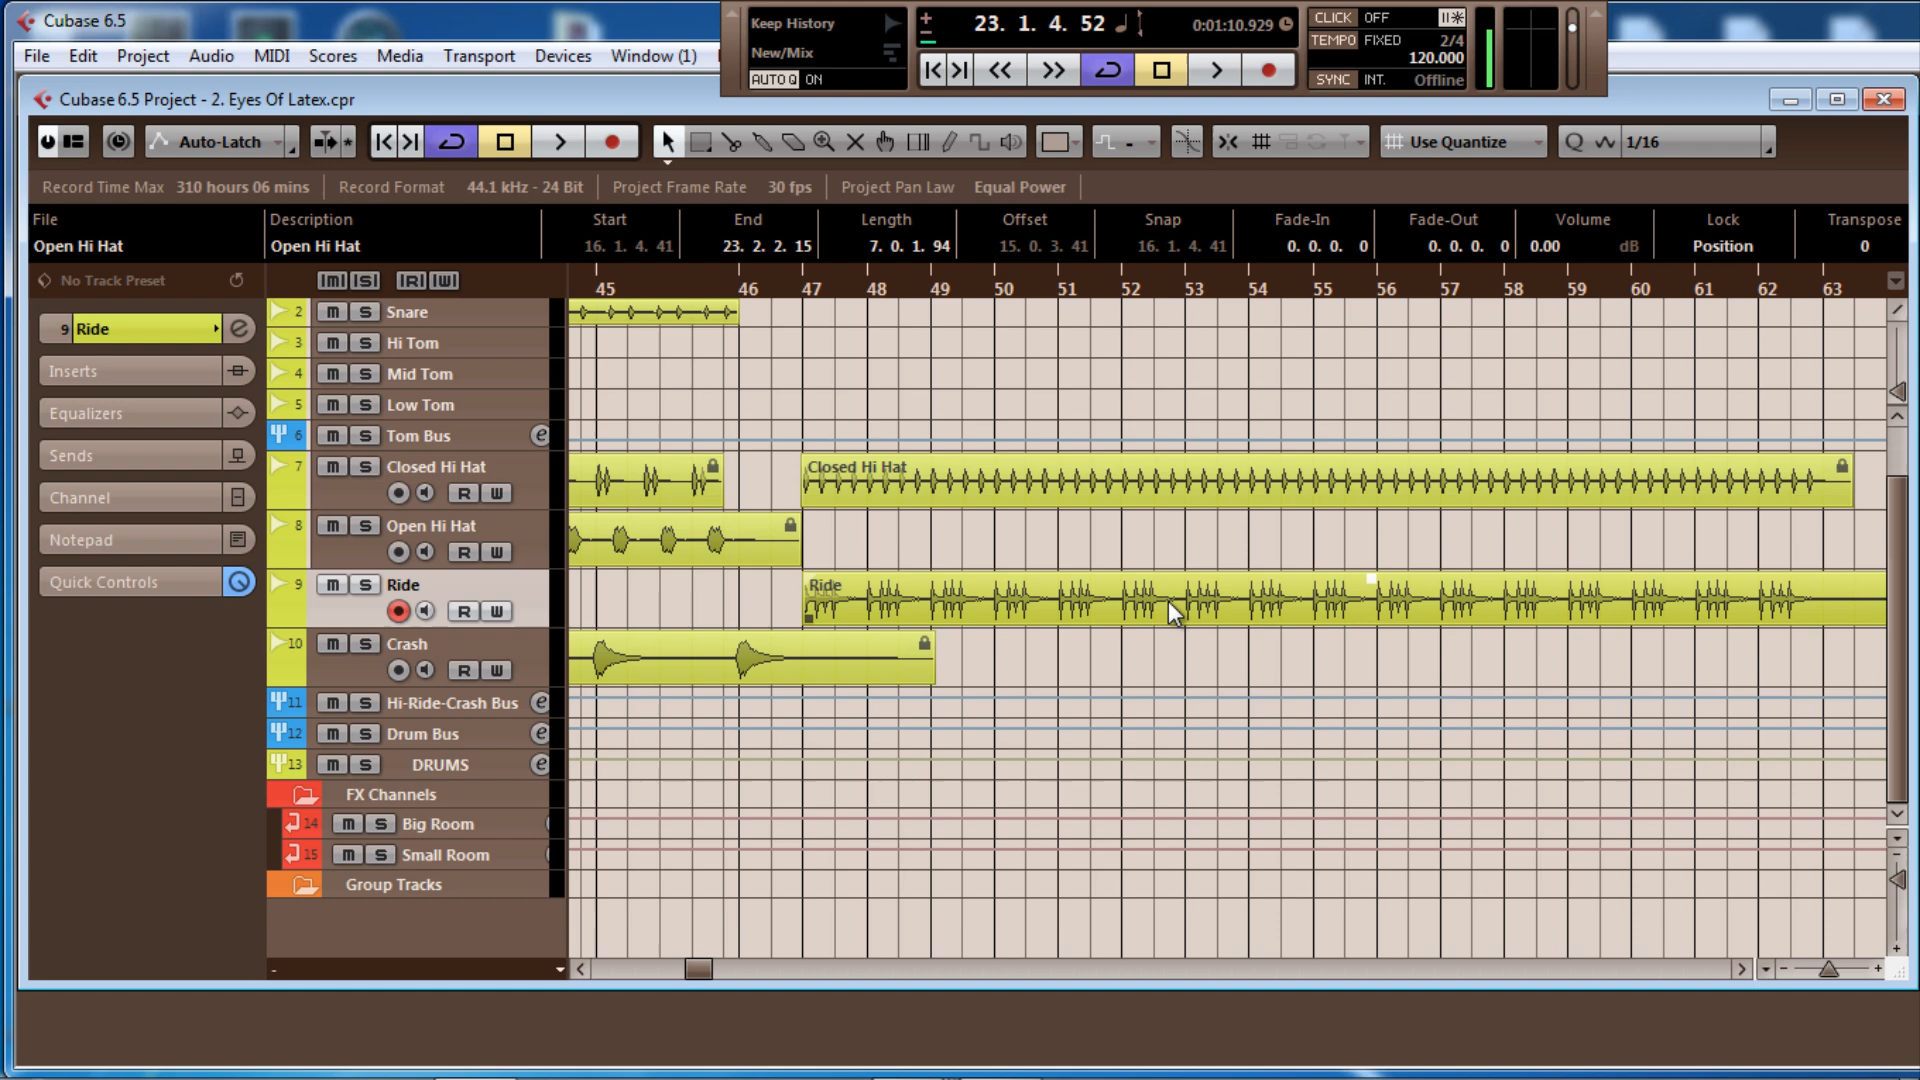 Cubase 6.5
File Edit Project Audio MIDI Scores Media Transport Devices Window (1)
Keep History
New/Mix
AUTO Q ON
23. 1. 4. 52 0:01:10.929
CLICK OFF
TEMPO FIXED 2/4
120.000
SYNC INT. Offline
Cubase 6.5 Project - 2. Eyes Of Latex.cpr
Auto-Latch
Use Quantize
Q 1/16
Record Time Max 310 hours 06 mins Record Format 44.1 kHz - 24 Bit Project Frame Rate 30 fps Project Pan Law Equal Power
File Description Start End Length Offset Snap Fade-In Fade-Out Volume Lock Transpose
Open Hi Hat Open Hi Hat 16. 1. 4. 41 23. 2. 2. 15 7. 0. 1. 94 15. 0. 3. 41 16. 1. 4. 41 0. 0. 0. 0 0. 0. 0. 0 0.00 dB Position 0
No Track Preset
M S R W
45 46 47 48 49 50 51 52 53 54 55 56 57 58 59 60 61 62 63
9 Ride e
Inserts
Equalizers
Sends
Channel
Notepad
Quick Controls
2 m S Snare
3 m S Hi Tom
4 m S Mid Tom
5 m S Low Tom
6 m S Tom Bus e
7 m S Closed Hi Hat
R W
Closed Hi Hat
8 m S Open Hi Hat
R W
9 m S Ride
R W
Ride
10 m S Crash
R W
11 m S Hi-Ride-Crash Bus e
12 m S Drum Bus e
13 m S DRUMS e
FX Channels
14 m S Big Room
15 m S Small Room
Group Tracks